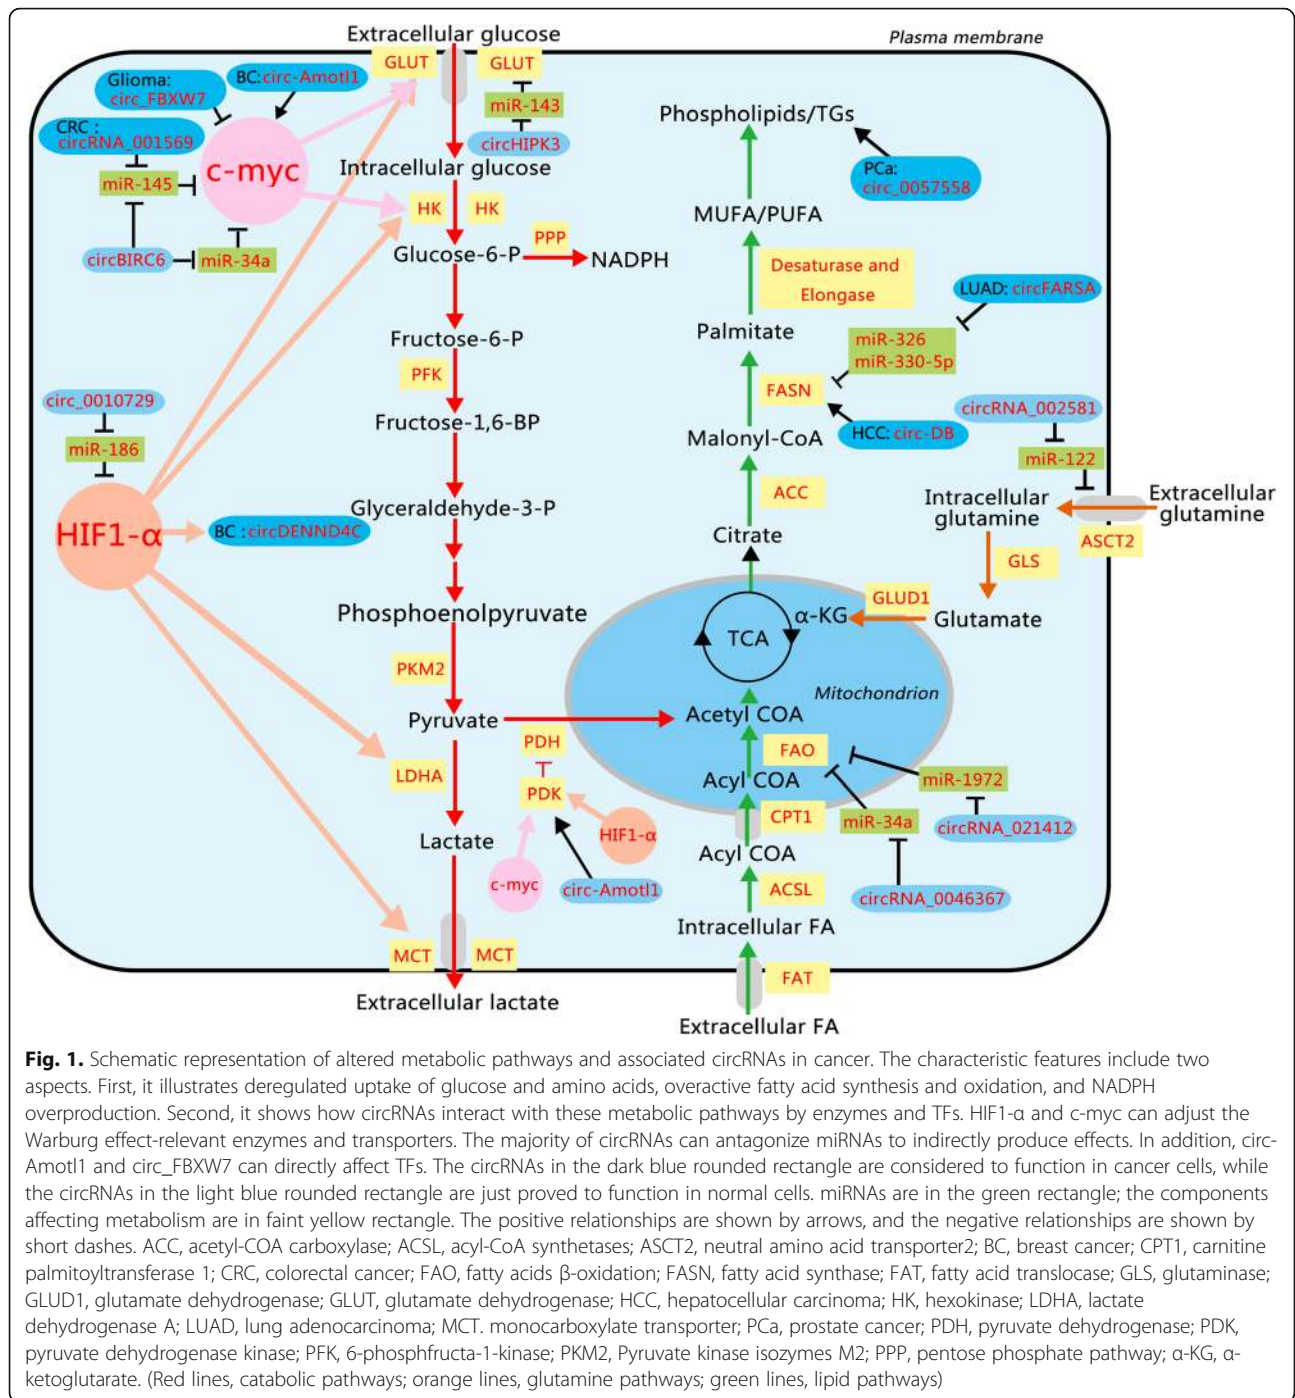 Extracellular glucose
Plasma membrane
GLUT
GLUT
Glioma:
circ_FBXW7
BC:circ-Amotl1
miR-143
circHIPK3
CRC :
circRNA_001569
c-myc
miR-145
circBIRC6
miR-34a
Intracellular glucose
HK
HK
Glucose-6-P
PPP
NADPH
Fructose-6-P
PFK
Fructose-1,6-BP
Glyceraldehyde-3-P
circ_0010729
miR-186
HIF1-α
BC :circDENND4C
Phosphoenolpyruvate
PKM2
Pyruvate
LDHA
PDH
PDK
HIF1-α
c-myc
circ-Amotl1
Lactate
MCT
MCT
Extracellular lactate
Phospholipids/TGs
PCa:
circ_0057558
MUFA/PUFA
Desaturase and
Elongase
LUAD: circFARSA
Palmitate
miR-326
miR-330-5p
FASN
HCC: circ-DB
Malonyl-CoA
circRNA_002581
miR-122
ACC
Intracellular
glutamine
Extracellular
glutamine
ASCT2
Citrate
GLS
GLUD1
Glutamate
α-KG
TCA
Mitochondrion
Acetyl COA
FAO
Acyl COA
miR-1972
circRNA_021412
CPT1
miR-34a
Acyl COA
ACSL
circRNA_0046367
Intracellular FA
FAT
Extracellular FA
Fig. 1. Schematic representation of altered metabolic pathways and associated circRNAs in cancer. The characteristic features include two
aspects. First, it illustrates deregulated uptake of glucose and amino acids, overactive fatty acid synthesis and oxidation, and NADPH
overproduction. Second, it shows how circRNAs interact with these metabolic pathways by enzymes and TFs. HIF1-α and c-myc can adjust the
Warburg effect-relevant enzymes and transporters. The majority of circRNAs can antagonize miRNAs to indirectly produce effects. In addition, circ-
Amotl1 and circ_FBXW7 can directly affect TFs. The circRNAs in the dark blue rounded rectangle are considered to function in cancer cells, while
the circRNAs in the light blue rounded rectangle are just proved to function in normal cells. miRNAs are in the green rectangle; the components
affecting metabolism are in faint yellow rectangle. The positive relationships are shown by arrows, and the negative relationships are shown by
short dashes. ACC, acetyl-COA carboxylase; ACSL, acyl-CoA synthetases; ASCT2, neutral amino acid transporter2; BC, breast cancer; CPT1, carnitine
palmitoyltransferase 1; CRC, colorectal cancer; FAO, fatty acids β-oxidation; FASN, fatty acid synthase; FAT, fatty acid translocase; GLS, glutaminase;
GLUD1, glutamate dehydrogenase; GLUT, glutamate dehydrogenase; HCC, hepatocellular carcinoma; HK, hexokinase; LDHA, lactate
dehydrogenase A; LUAD, lung adenocarcinoma; MCT. monocarboxylate transporter; PCa, prostate cancer; PDH, pyruvate dehydrogenase; PDK,
pyruvate dehydrogenase kinase; PFK, 6-phosphfructa-1-kinase; PKM2, Pyruvate kinase isozymes M2; PPP, pentose phosphate pathway; α-KG, α-
ketoglutarate. (Red lines, catabolic pathways; orange lines, glutamine pathways; green lines, lipid pathways)